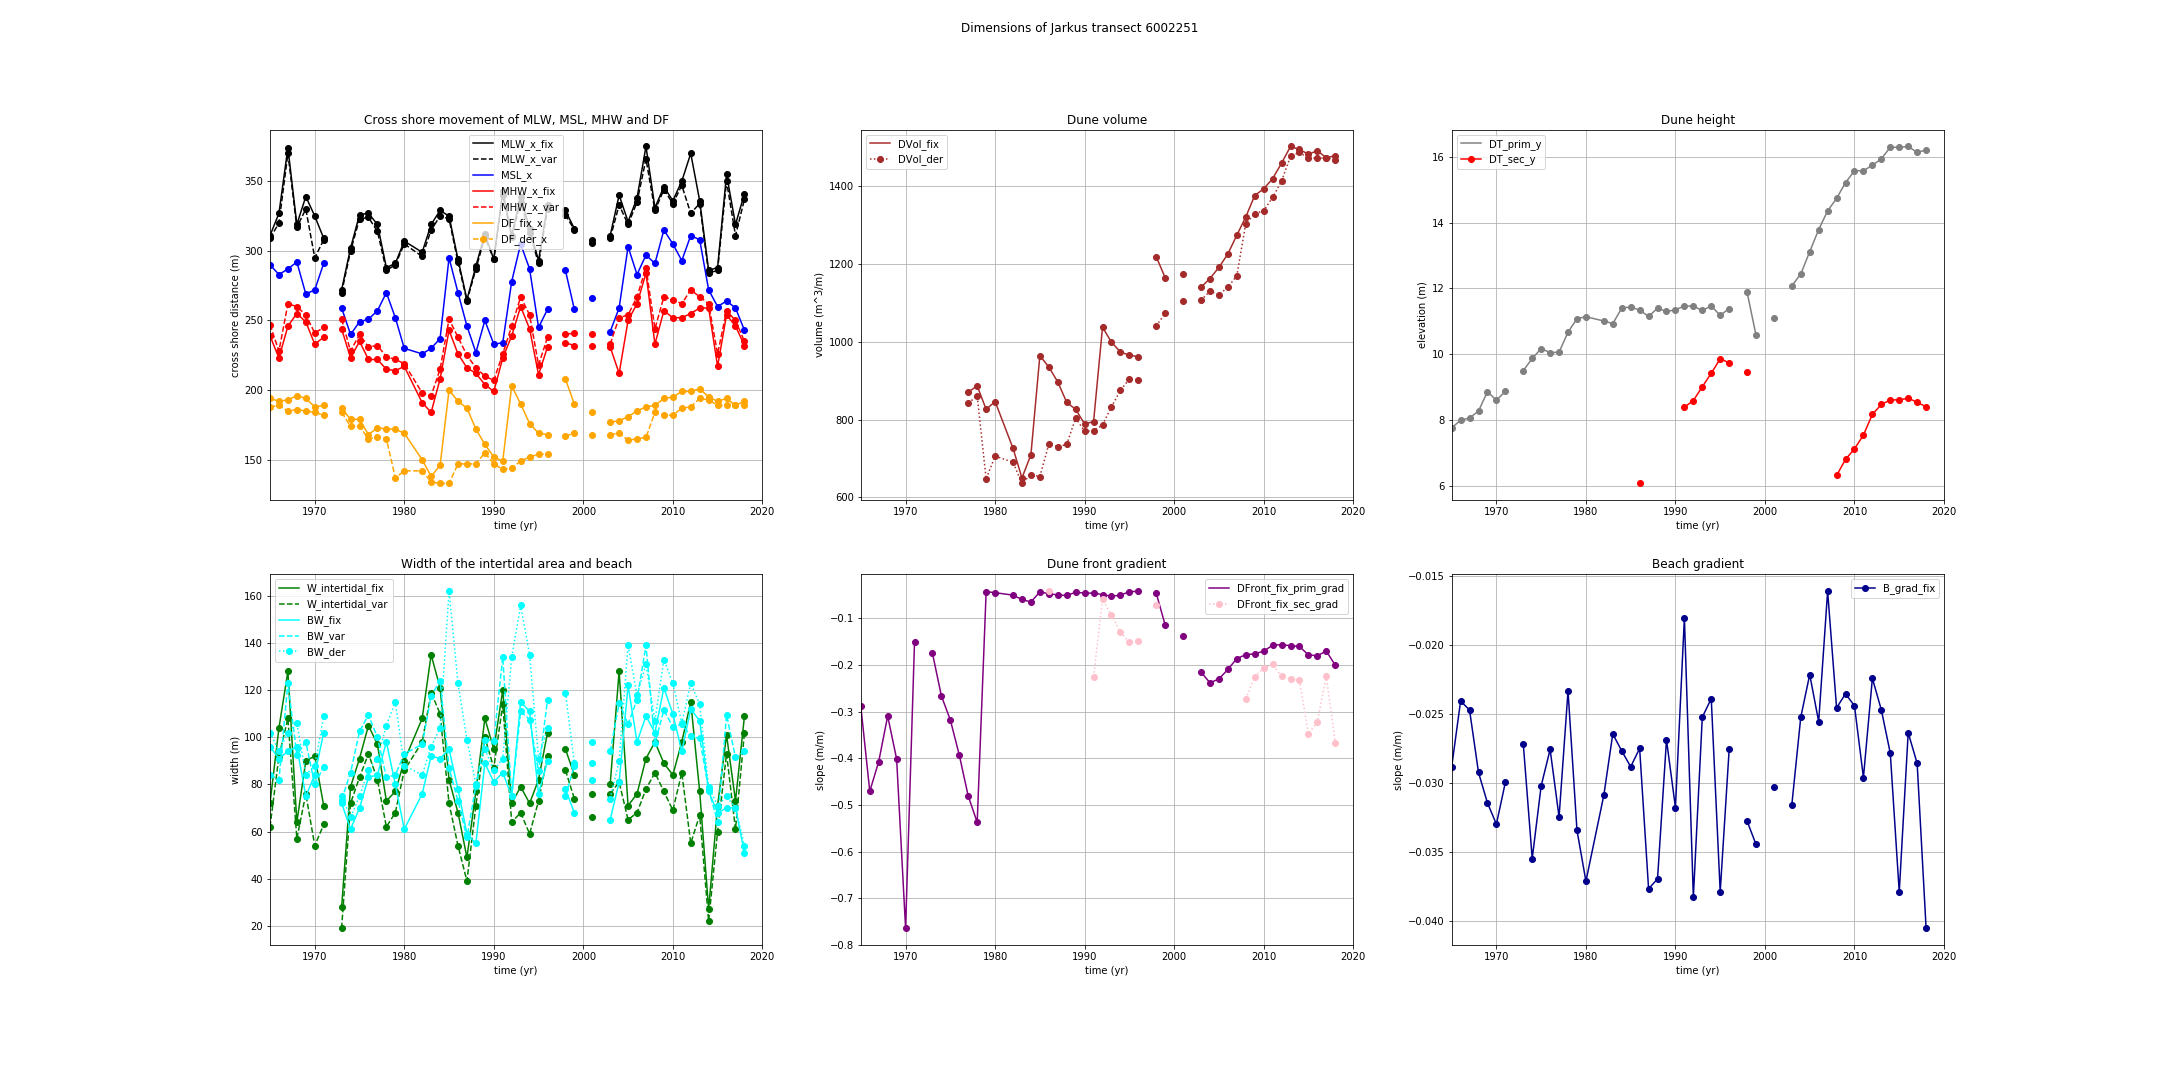 Dimensions of Jarkus transect 6002251
Cross shore movement of MLW, MSL, MHW and DF
MLW_x_fix
MLW_x_var
MSL_x
MHW_x_fix
MHW_x_var
DF_fix_x
DF_der_x
350
300
250
200
150
cross shore distance (m)
1970 1980 1990 2000 2010 2020
time (yr)
Dune volume
DVol_fix
DVol_der
1400
1200
1000
800
600
volume (m^3/m)
1970 1980 1990 2000 2010 2020
time (yr)
Dune height
DT_prim_y
DT_sec_y
16
14
12
10
8
6
elevation (m)
1970 1980 1990 2000 2010 2020
time (yr)
Width of the intertidal area and beach
W_intertidal_fix
W_intertidal_var
BW_fix
BW_var
BW_der
160
140
120
100
80
60
40
20
width (m)
1970 1980 1990 2000 2010 2020
time (yr)
Dune front gradient
DFront_fix_prim_grad
DFront_fix_sec_grad
−0.1
−0.2
−0.3
−0.4
−0.5
−0.6
−0.7
−0.8
slope (m/m)
1970 1980 1990 2000 2010 2020
time (yr)
Beach gradient
B_grad_fix
−0.015
−0.020
−0.025
−0.030
−0.035
−0.040
slope (m/m)
1970 1980 1990 2000 2010 2020
time (yr)